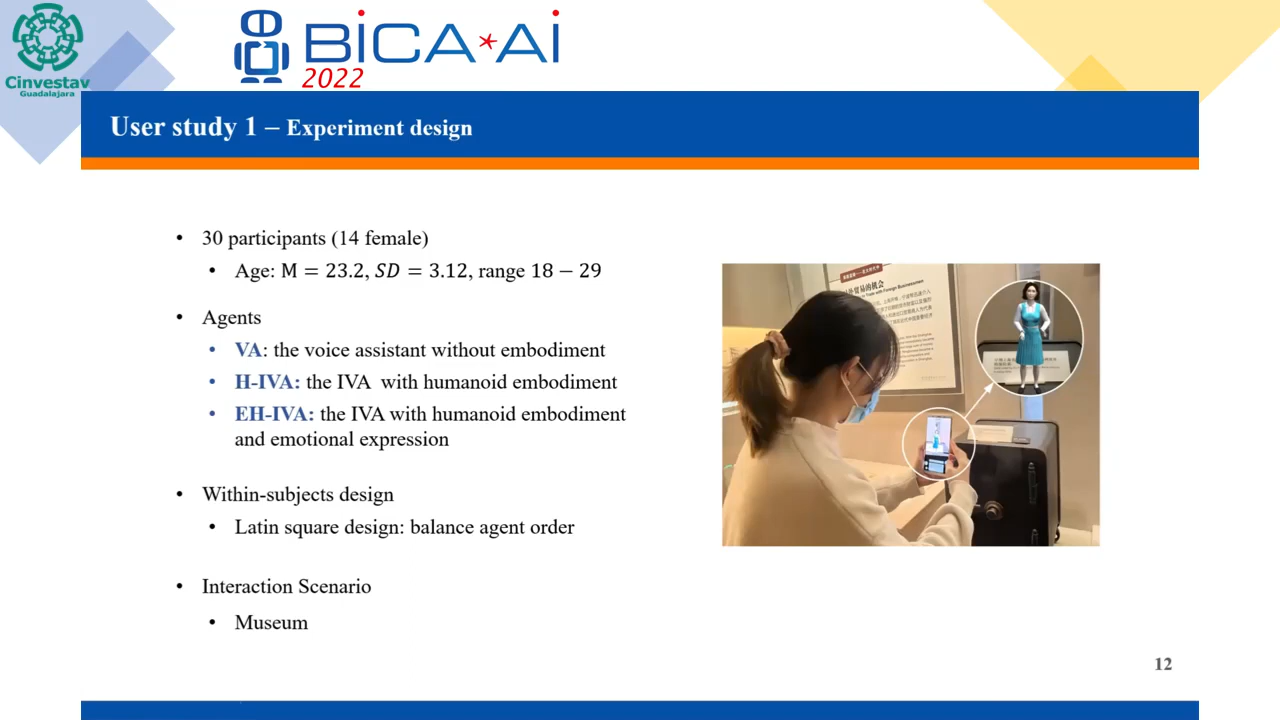 Cinvestav
Guadalajara
BiCA*Ai
2022
User study 1 – Experiment design
• 30 participants (14 female)
• Age: M = 23.2, SD = 3.12, range 18 − 29
• Agents
• VA: the voice assistant without embodiment
• H-IVA: the IVA with humanoid embodiment
• EH-IVA: the IVA with humanoid embodiment
and emotional expression
• Within-subjects design
• Latin square design: balance agent order
• Interaction Scenario
• Museum
12